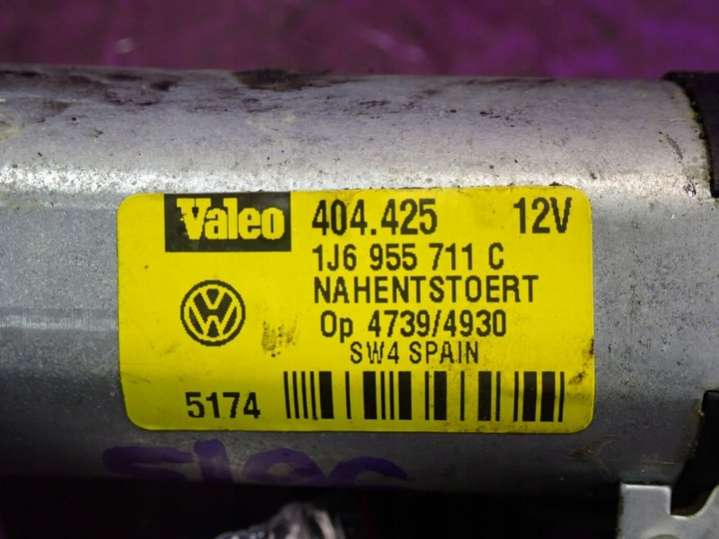 Valeo 404.425 12V
1J6 955 711 C
NAHENTSTOERT
Op 4739/4930
SW4 SPAIN
5174